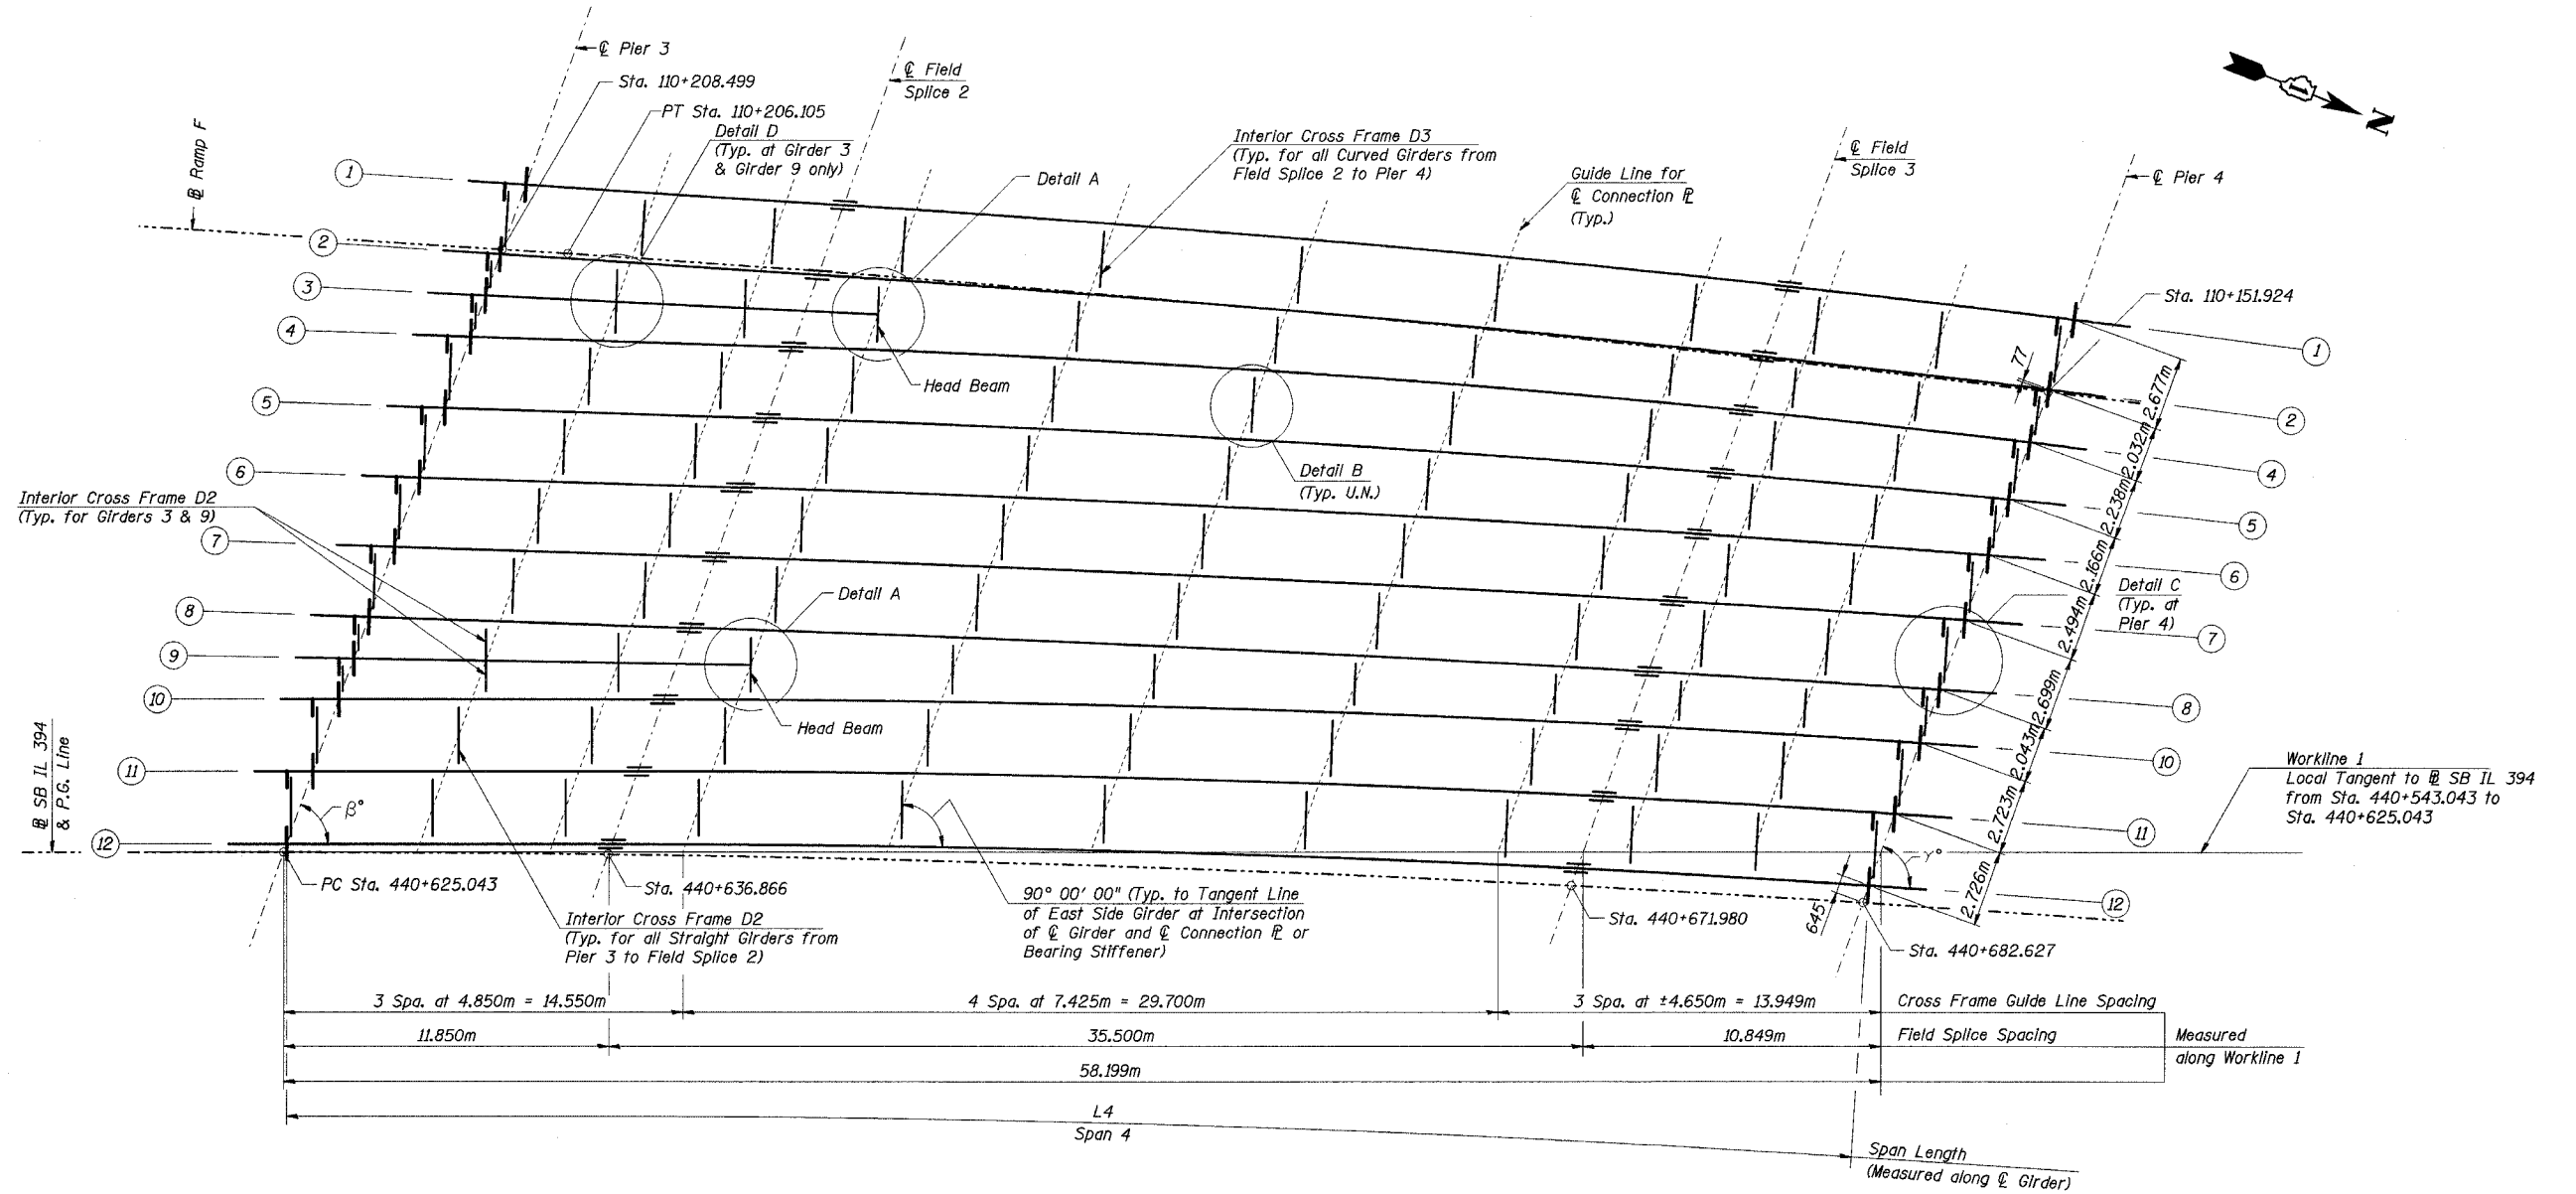 ℄ Pier 3
Sta. 110+208.499
PT Sta. 110+206.105
Detail D
(Typ. at Girder 3
& Girder 9 only)
℄ Field
Splice 2
Detail A
Interior Cross Frame D3
(Typ. for all Curved Girders from
Field Splice 2 to Pier 4)
Guide Line for
℄ Connection PL
(Typ.)
℄ Field
Splice 3
℄ Pier 4
N
Sta. 110+151.924
BL Ramp F
1
2
3
4
5
6
7
8
9
10
11
12
Head Beam
Detail B
(Typ. U.N.)
77
1
2
4
5
6
7
8
10
11
12
2.677m
2.032m
2.238m
2.166m
2.494m
2.699m
2.043m
2.723m
2.726m
Interior Cross Frame D2
(Typ. for Girders 3 & 9)
Detail A
Head Beam
Detail C
(Typ. at
Pier 4)
BL SB IL 394
& P.G. Line
Workline 1
Local Tangent to BL SB IL 394
from Sta. 440+543.043 to
Sta. 440+625.043
β°
γ°
PC Sta. 440+625.043
Sta. 440+636.866
Interior Cross Frame D2
(Typ. for all Straight Girders from
Pier 3 to Field Splice 2)
90° 00' 00" (Typ. to Tangent Line
of East Side Girder at Intersection
of ℄ Girder and ℄ Connection PL or
Bearing Stiffener)
Sta. 440+671.980
645
Sta. 440+682.627
3 Spa. at 4.850m = 14.550m
4 Spa. at 7.425m = 29.700m
3 Spa. at ±4.650m = 13.949m
Cross Frame Guide Line Spacing
11.850m
35.500m
10.849m
Field Splice Spacing
Measured
along Workline 1
58.199m
L4
Span 4
Span Length
(Measured along ℄ Girder)